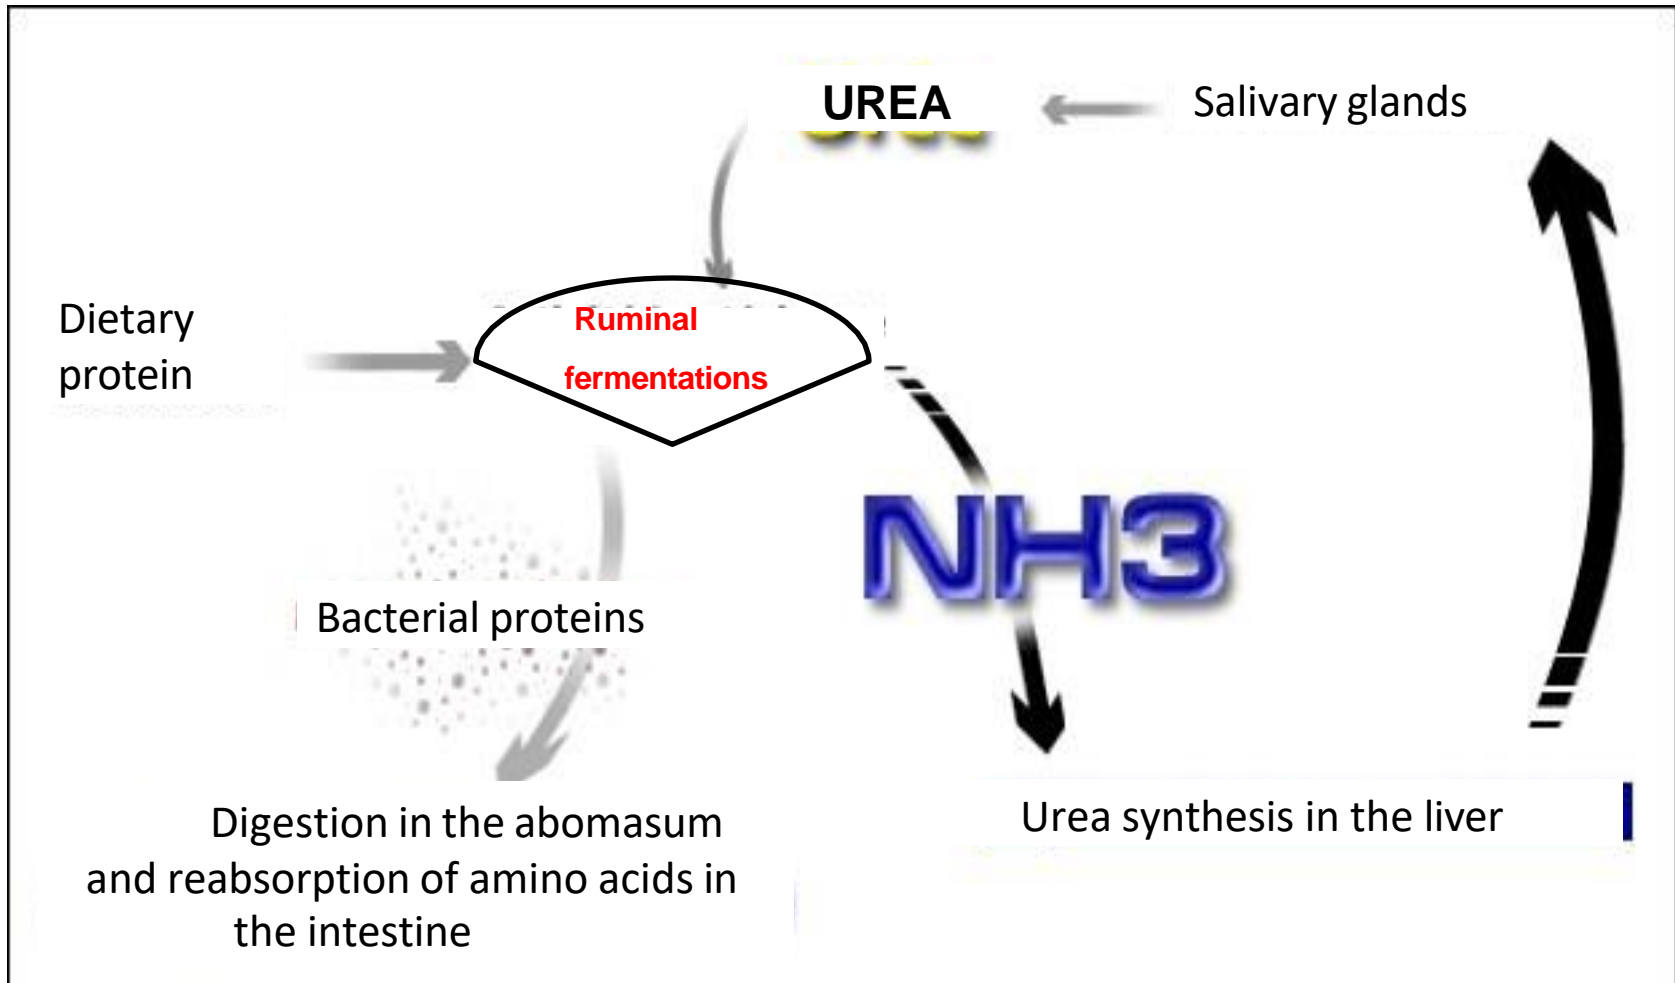 UREA
Salivary glands
Dietary
protein
Ruminal
fermentations
NH3
Bacterial proteins
Urea synthesis in the liver
Digestion in the abomasum
and reabsorption of amino acids in
the intestine